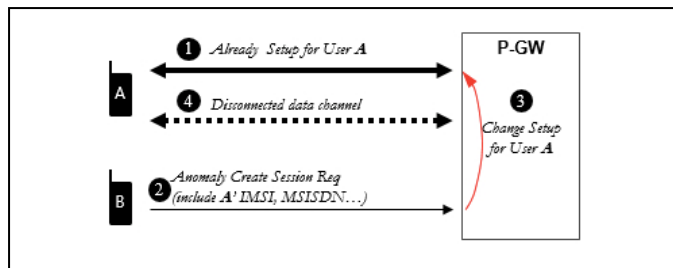 1 Already Setup for User A
P-GW
A
4 Disconnected data channel
3
Change Setup
for User A
Anomaly Create Session Req
2 (include A' IMSI, MSISDN...)
B